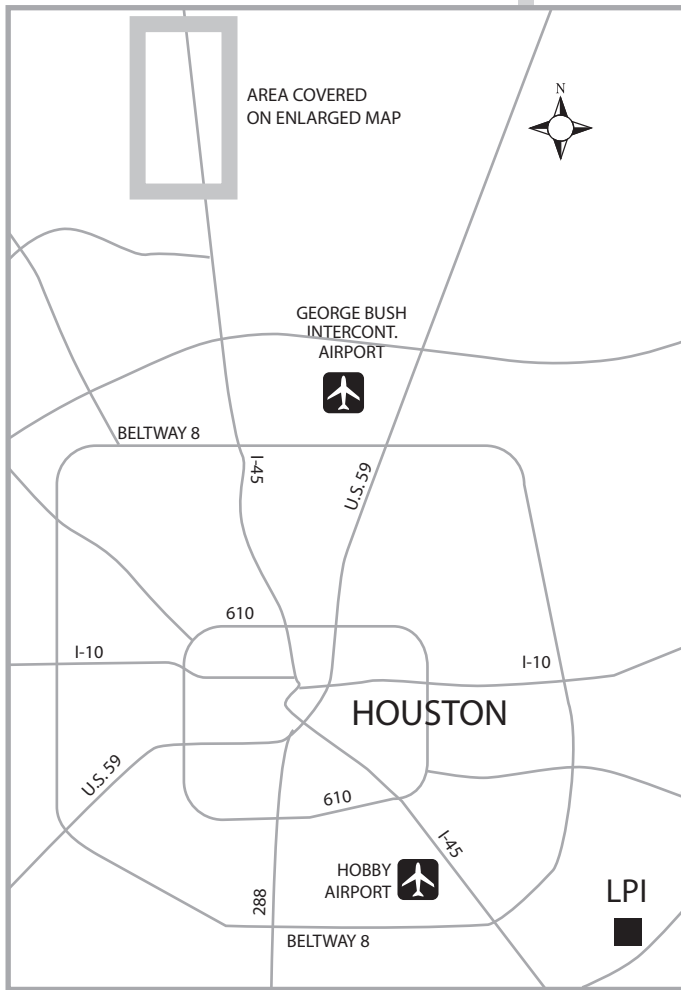 AREA COVERED
ON ENLARGED MAP
N
GEORGE BUSH
INTERCONT.
AIRPORT
BELTWAY 8
I-45
U.S. 59
610
I-10
I-10
HOUSTON
U.S. 59
610
I-45
HOBBY
AIRPORT
288
LPI
BELTWAY 8